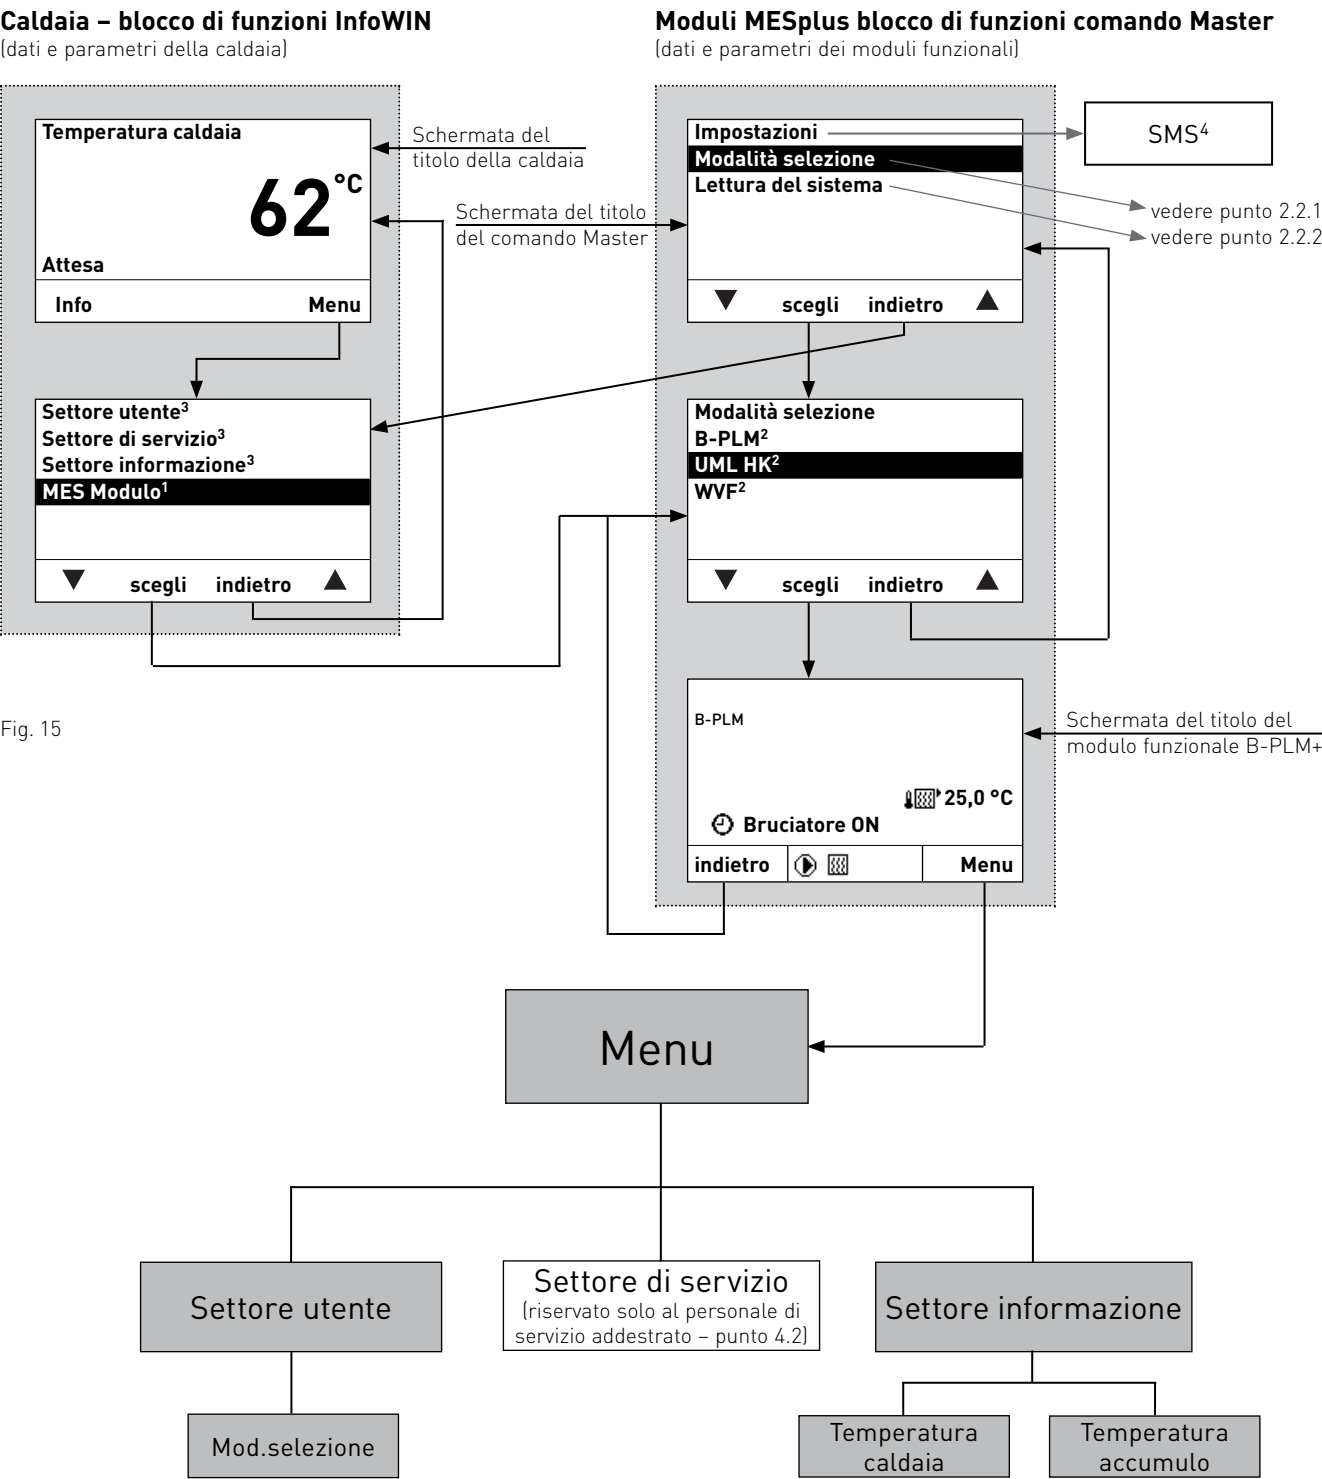 Caldaia – blocco di funzioni InfoWIN
(dati e parametri della caldaia)
Moduli MESplus blocco di funzioni comando Master
(dati e parametri dei moduli funzionali)
Temperatura caldaia
62°C
Attesa
Info
Menu
Schermata del
titolo della caldaia
Schermata del titolo
del comando Master
Impostazioni
Modalità selezione
Lettura del sistema
scegli
indietro
SMS⁴
vedere punto 2.2.1
vedere punto 2.2.2
Settore utente³
Settore di servizio³
Settore informazione³
MES Modulo¹
scegli
indietro
Modalità selezione
B-PLM²
UML HK²
WVF²
scegli
indietro
Fig. 15
B-PLM
25,0 °C
Bruciatore ON
indietro
Menu
Schermata del titolo del
modulo funzionale B-PLM+
Menu
Settore utente
Settore di servizio
(riservato solo al personale di
servizio addestrato – punto 4.2)
Settore informazione
Mod.selezione
Temperatura
caldaia
Temperatura
accumulo